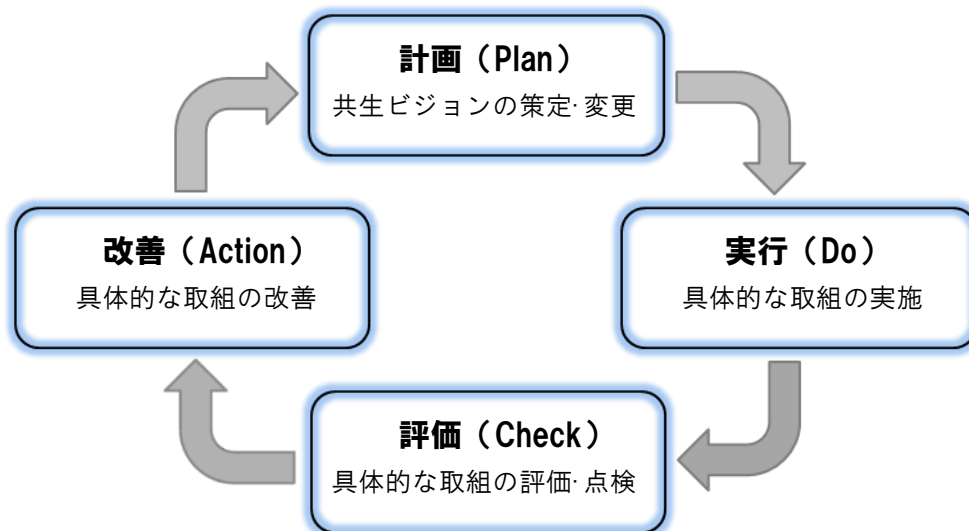 計画（Plan）
共生ビジョンの策定･変更
改善（Action）
具体的な取組の改善
実行（Do）
具体的な取組の実施
評価（Check）
具体的な取組の評価･点検